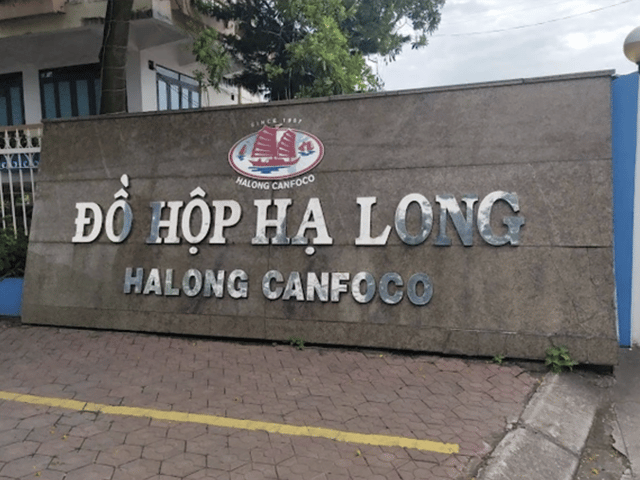 SINCE 1957
HALONG CANFOCO
ĐỒ HỘP HẠ LONG
HALONG CANFOCO